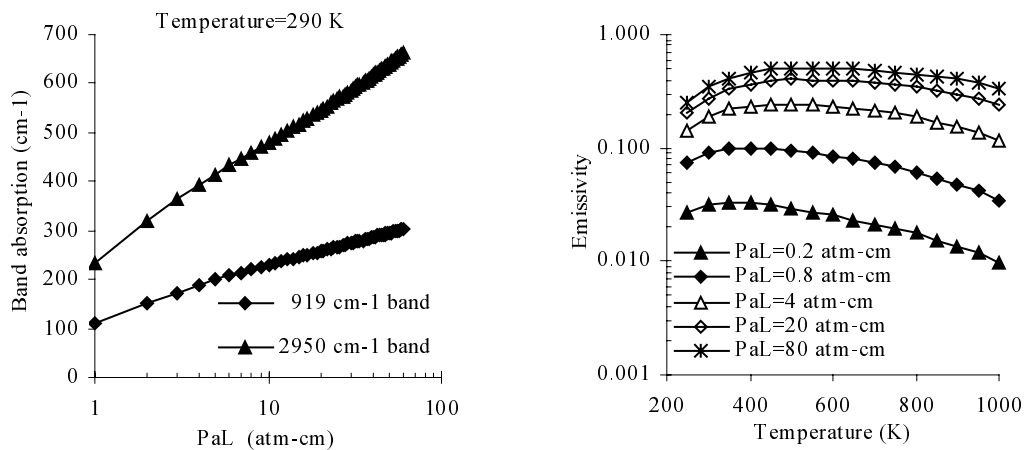 Temperature=290 K
700
600
500
400
300
200
100
0
1
10
100
Band absorption (cm-1)
PaL (atm-cm)
919 cm-1 band
2950 cm-1 band
1.000
0.100
0.010
0.001
200
400
600
800
1000
Emissivity
Temperature (K)
PaL=0.2 atm-cm
PaL=0.8 atm-cm
PaL=4 atm-cm
PaL=20 atm-cm
PaL=80 atm-cm